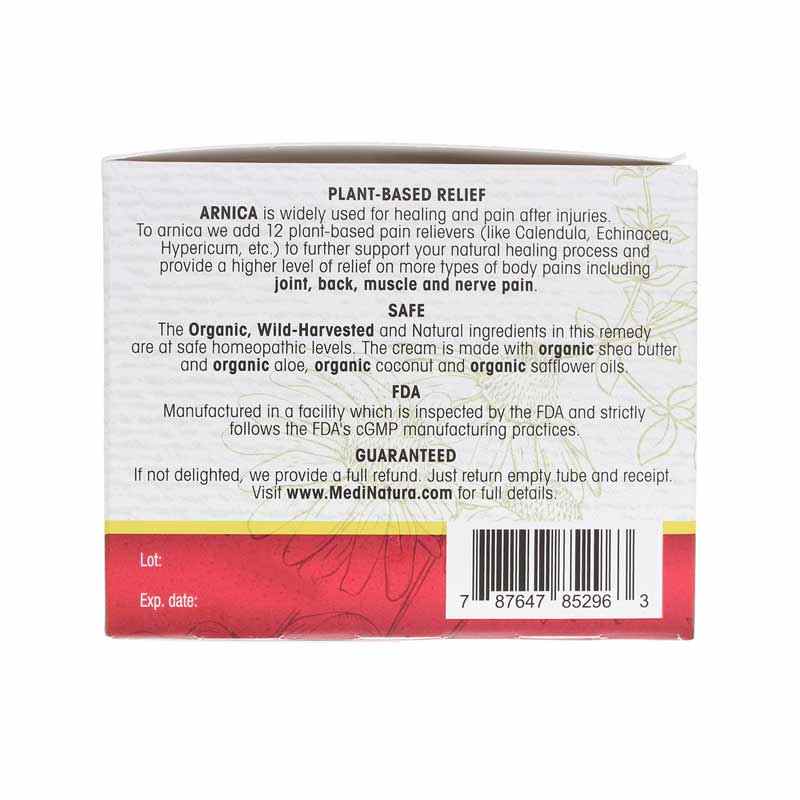 PLANT-BASED RELIEF
ARNICA is widely used for healing and pain after injuries.
To arnica we add 12 plant-based pain relievers (like Calendula, Echinacea,
Hypericum, etc.) to further support your natural healing process and
provide a higher level of relief on more types of body pains including
joint, back, muscle and nerve pain.
SAFE
The Organic, Wild-Harvested and Natural ingredients in this remedy
are at safe homeopathic levels. The cream is made with organic shea butter
and organic aloe, organic coconut and organic safflower oils.
FDA
Manufactured in a facility which is inspected by the FDA and strictly
follows the FDA's cGMP manufacturing practices.
GUARANTEED
If not delighted, we provide a full refund. Just return empty tube and receipt.
Visit www.MediNatura.com for full details.
Lot:
Exp. date:
7 87647 85296 3